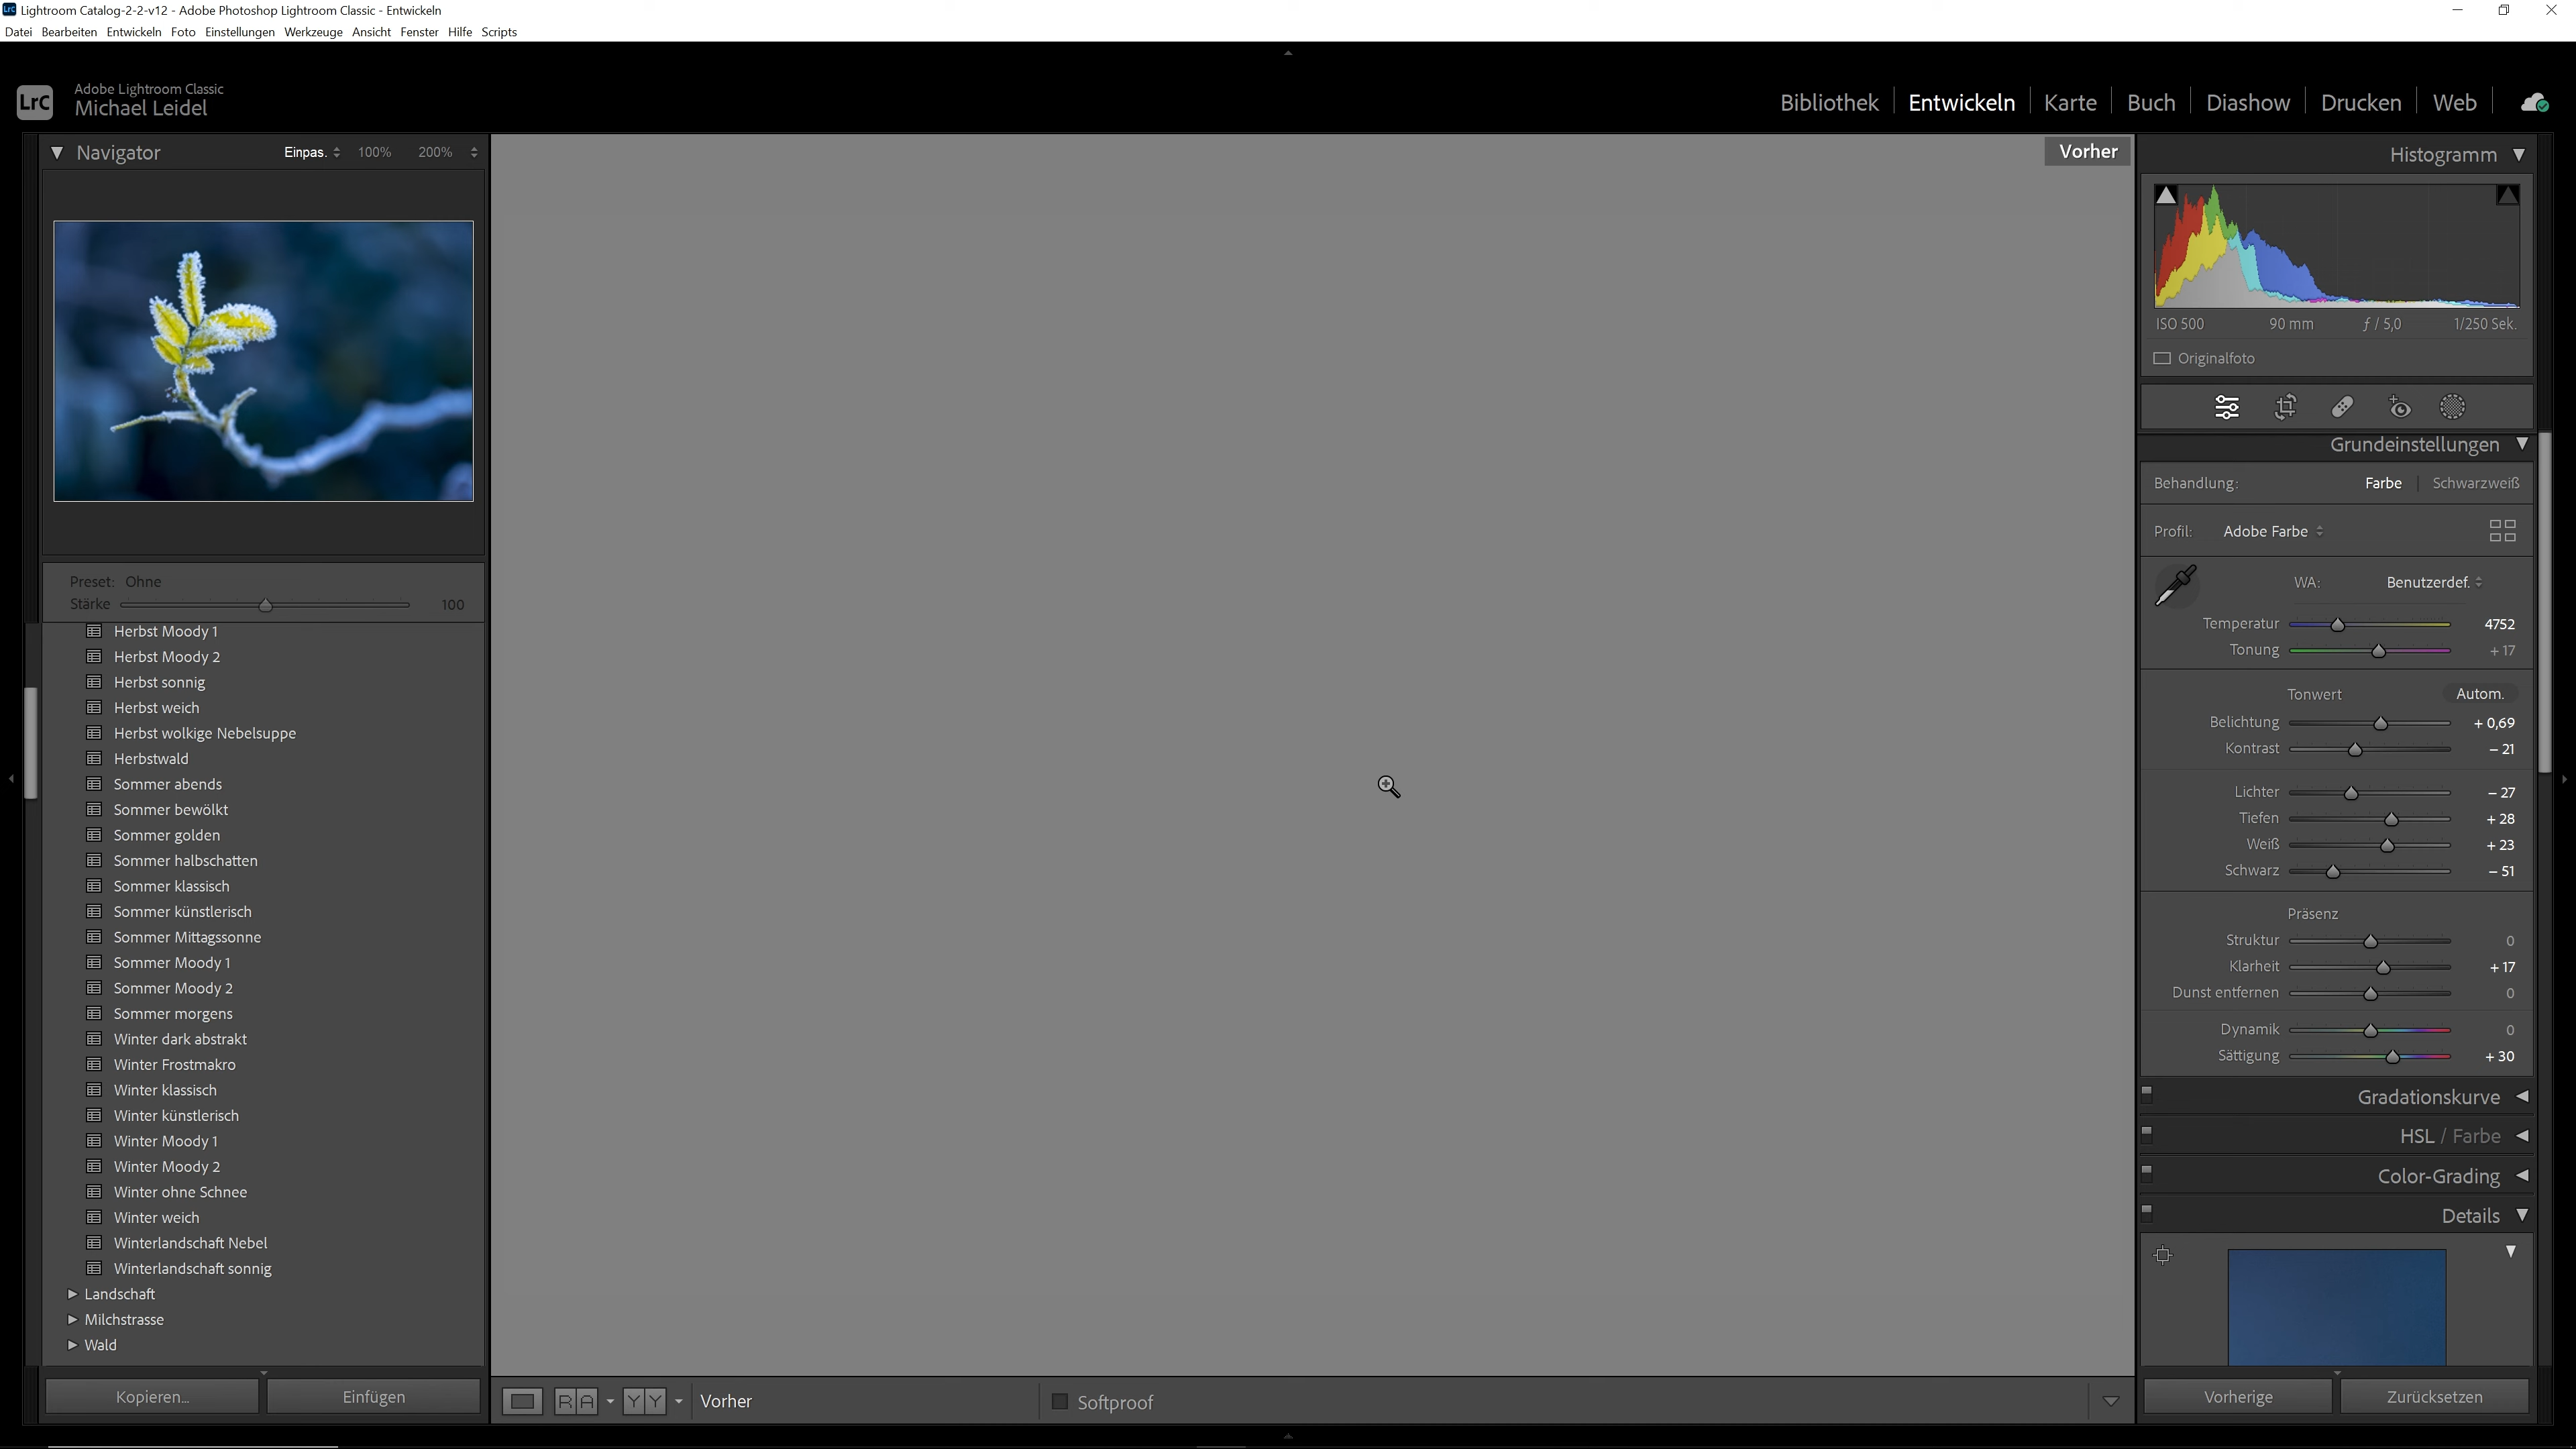 Lightroom Catalog-2-2-v12 - Adobe Photoshop Lightroom Classic - Entwickeln
Datei Bearbeiten Entwickeln Foto Einstellungen Werkzeuge Ansicht Fenster Hilfe Scripts
LrC
Adobe Lightroom Classic
Michael Leidel
Bibliothek Entwickeln Karte Buch Diashow Drucken Web
Navigator Einpas. 100% 200%
Preset: Ohne
Stärke 100
Herbst Moody 1
Herbst Moody 2
Herbst sonnig
Herbst weich
Herbst wolkige Nebelsuppe
Herbstwald
Sommer abends
Sommer bewölkt
Sommer golden
Sommer halbschatten
Sommer klassisch
Sommer künstlerisch
Sommer Mittagssonne
Sommer Moody 1
Sommer Moody 2
Sommer morgens
Winter dark abstrakt
Winter Frostmakro
Winter klassisch
Winter künstlerisch
Winter Moody 1
Winter Moody 2
Winter ohne Schnee
Winter weich
Winterlandschaft Nebel
Winterlandschaft sonnig
Landschaft
Milchstrasse
Wald
Kopieren... Einfügen
Vorher
R A Y Y Vorher Softproof
Histogramm
ISO 500 90 mm ƒ / 5,0 1/250 Sek.
Originalfoto
Grundeinstellungen
Behandlung: Farbe Schwarzweiß
Profil: Adobe Farbe
WA: Benutzerdef.
Temperatur 4752
Tonung + 17
Tonwert Autom.
Belichtung + 0,69
Kontrast – 21
Lichter – 27
Tiefen + 28
Weiß + 23
Schwarz – 51
Präsenz
Struktur 0
Klarheit + 17
Dunst entfernen 0
Dynamik 0
Sättigung + 30
Gradationskurve
HSL / Farbe
Color-Grading
Details
Vorherige Zurücksetzen